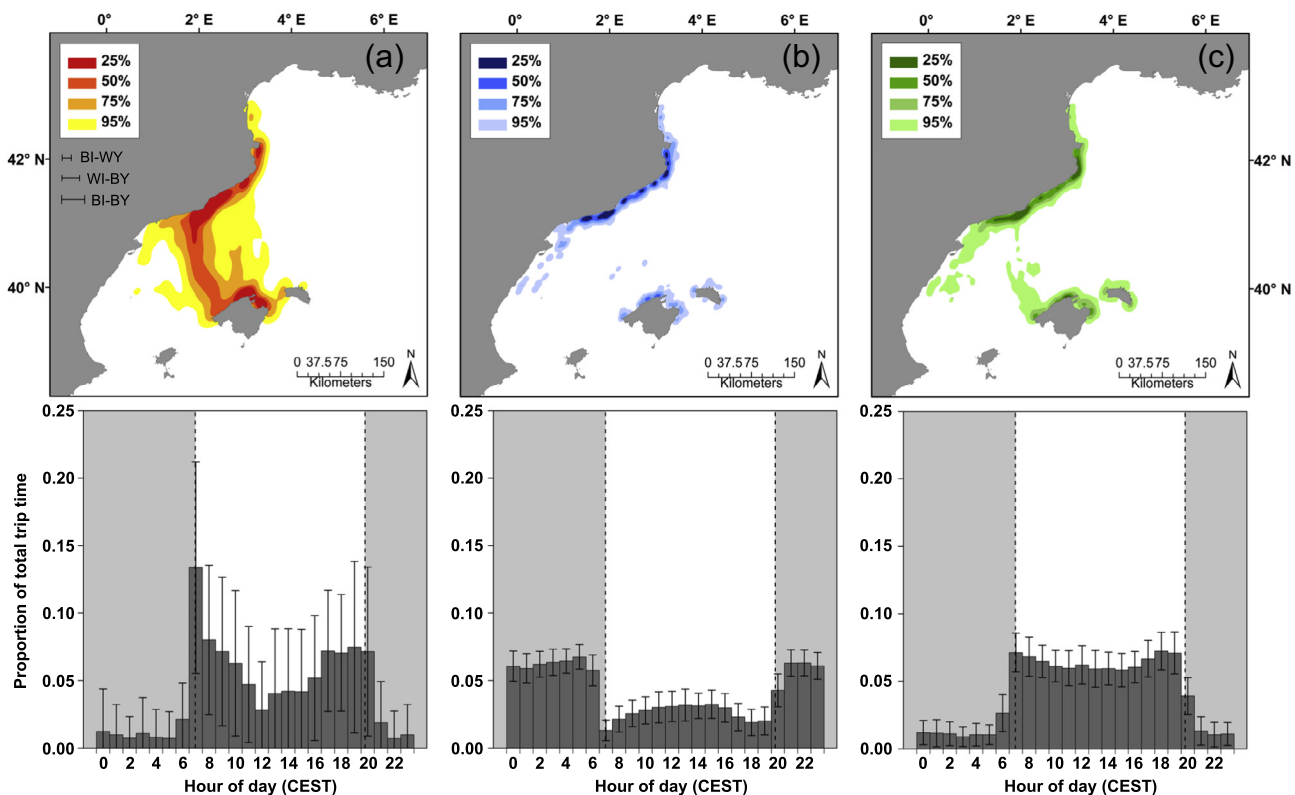 0° 2° E 4° E 6° E 0° 2° E 4° E 6° E 0° 2° E 4° E 6° E
(a) (b) (c)
25% 25% 25%
50% 50% 50%
75% 75% 75%
95% 95% 95%
BI-WY
WI-BY
BI-BY
42° N 42° N
40° N 40° N
N N N
0 37.575 150 0 37.575 150 0 37.575 150
Kilometers Kilometers Kilometers
0.25 0.25 0.25
0.20 0.20 0.20
0.15 0.15 0.15
0.10 0.10 0.10
0.05 0.05 0.05
0.00 0.00 0.00
Proportion of total trip time
0 2 4 6 8 10 12 14 16 18 20 22 0 2 4 6 8 10 12 14 16 18 20 22 0 2 4 6 8 10 12 14 16 18 20 22
Hour of day (CEST) Hour of day (CEST) Hour of day (CEST)